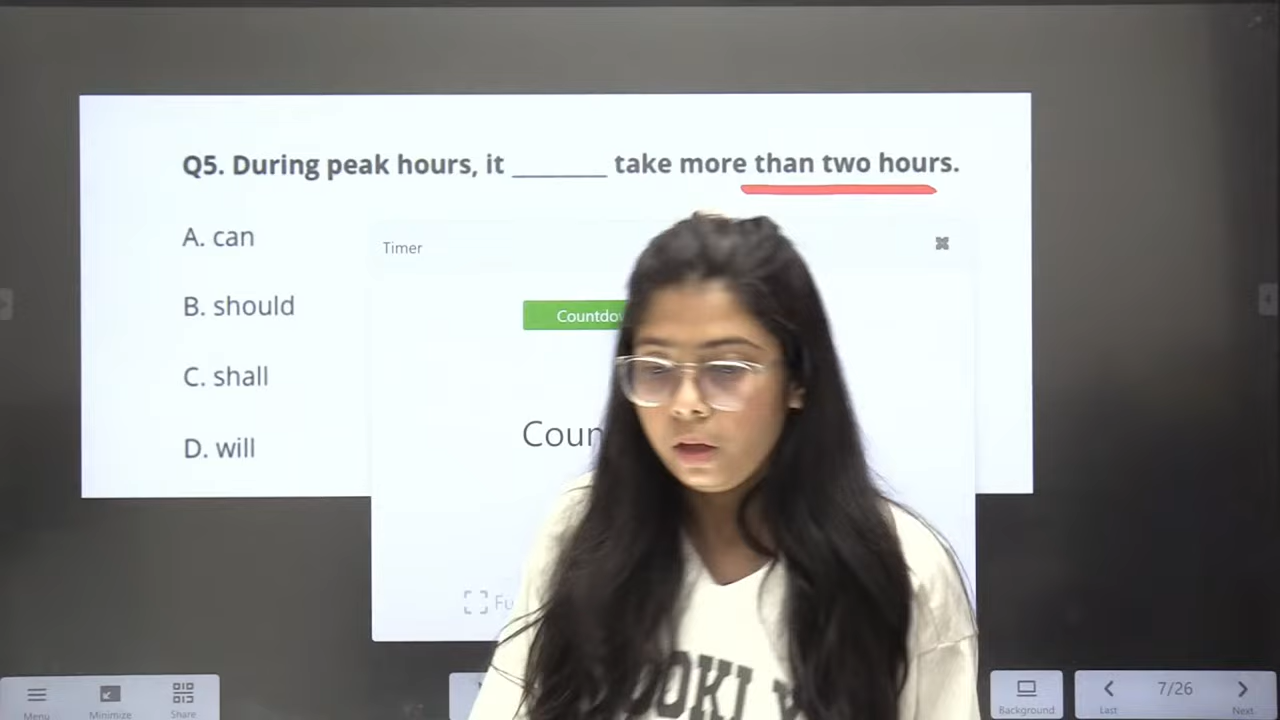 Q5. During peak hours, it _______ take more than two hours.
A. can
Timer
B. should
C. shall
D. will
Menu
Minimize
Share
Background
Last
7/26
Next